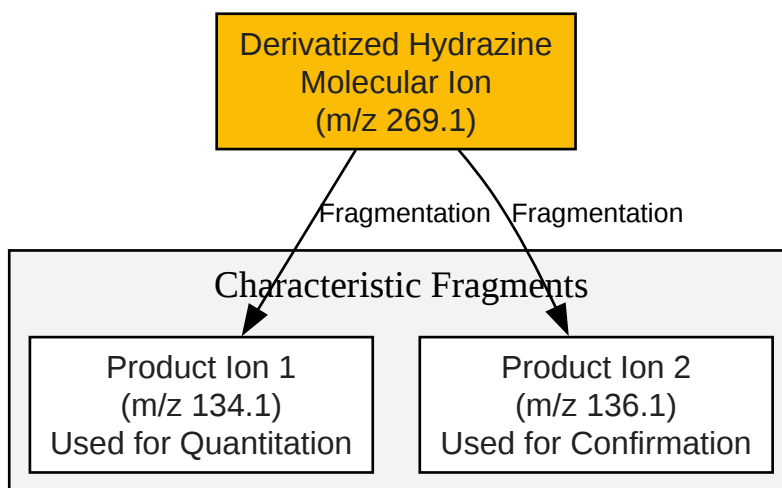 Derivatized Hydrazine
Molecular Ion
(m/z 269.1)
Fragmentation
Fragmentation
Characteristic Fragments
Product Ion 1
(m/z 134.1)
Used for Quantitation
Product Ion 2
(m/z 136.1)
Used for Confirmation